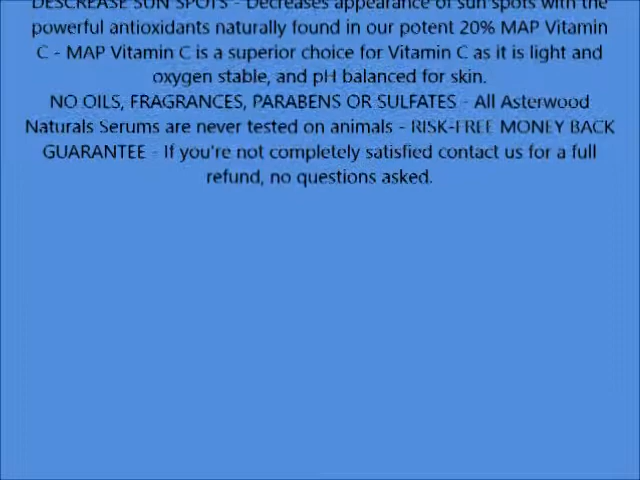 DESCREASE SUN SPOTS - Decreases appearance of sun spots with the
powerful antioxidants naturally found in our potent 20% MAP Vitamin
C - MAP Vitamin C is a superior choice for Vitamin C as it is light and
oxygen stable, and pH balanced for skin.
NO OILS, FRAGRANCES, PARABENS OR SULFATES - All Asterwood
Naturals Serums are never tested on animals - RISK-FREE MONEY BACK
GUARANTEE - If you're not completely satisfied contact us for a full
refund, no questions asked.